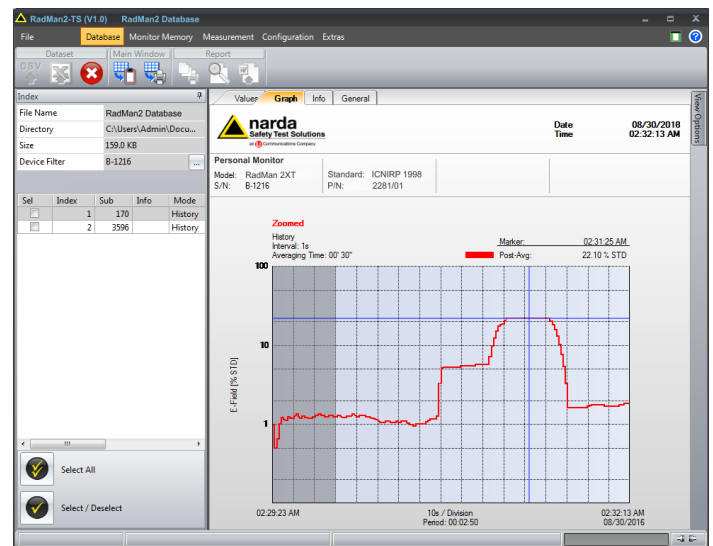 RadMan2-TS (V1.0) RadMan2 Database
File Database Monitor Memory Measurement Configuration Extras
Dataset Main Window Report
CSV
Index
File Name RadMan2 Database
Directory C:\Users\Admin\Docu...
Size 159.0 KB
Device Filter B-1216 ...
Sel Index Sub Info Mode
1 170 History
2 3596 History
Select All
Select / Deselect
Values Graph Info General
View Options
narda
Safety Test Solutions
an L3 Communications Company
Date 08/30/2016
Time 02:32:13 AM
Personal Monitor
Model: RadMan 2XT Standard: ICNIRP 1998
S/N: B-1216 P/N: 2281/01
Zoomed
History
Interval: 1s
Averaging Time: 00' 30"
Marker: 02:31:25 AM
Post-Avg: 22.10 % STD
100
10
1
E-Field [% STD]
02:29:23 AM 10s / Division 02:32:13 AM
Period: 00:02:50 08/30/2016